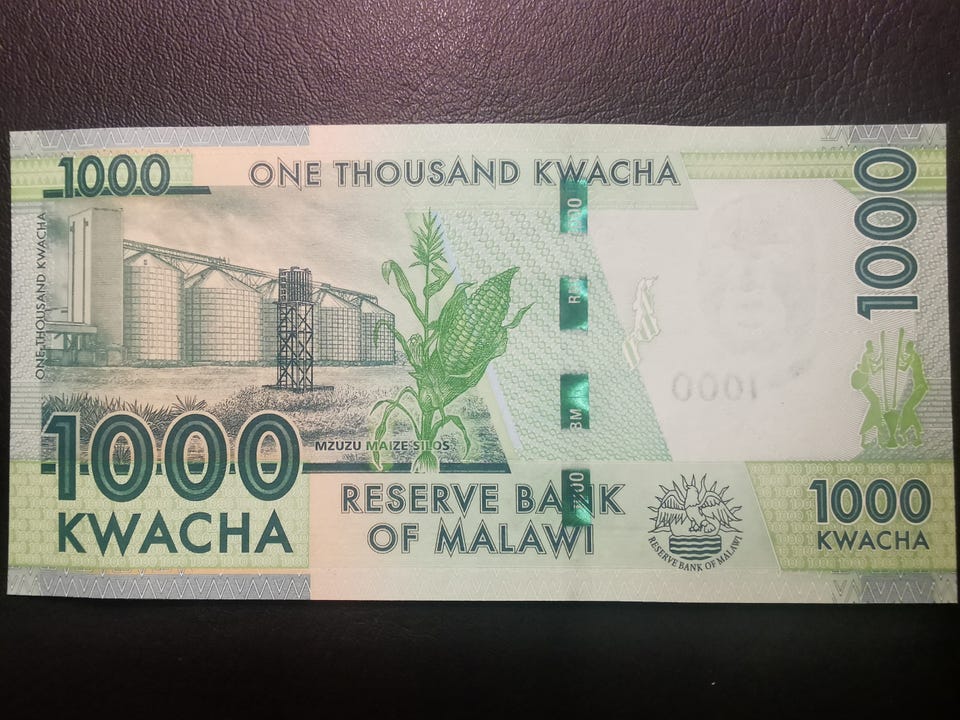 1000
ONE THOUSAND KWACHA
1000
ONE THOUSAND KWACHA
MZUZU MAIZE SILOS
1000
KWACHA
RESERVE BANK
OF MALAWI
RESERVE BANK OF MALAWI
1000
KWACHA
1000